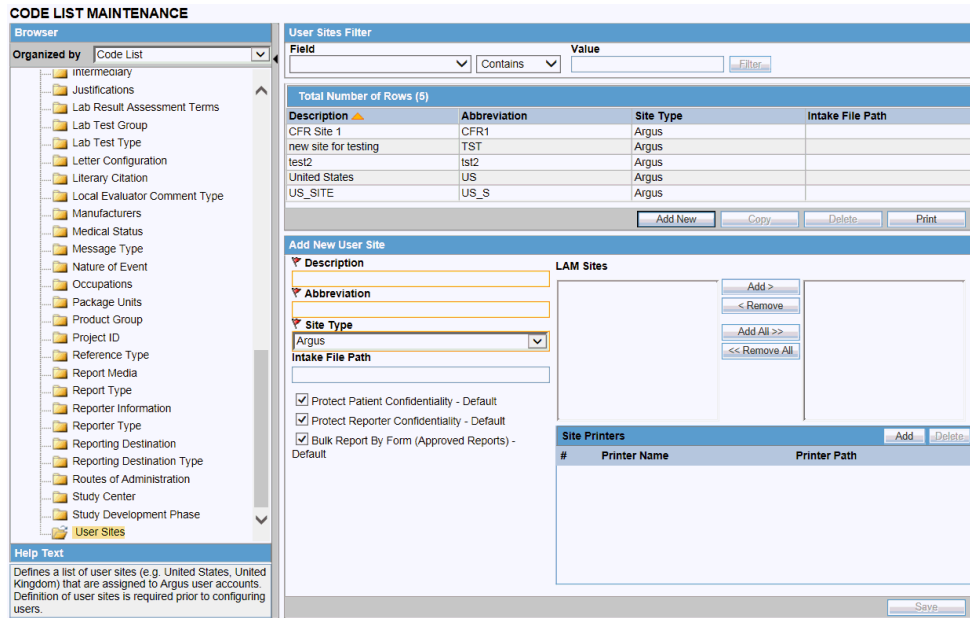 CODE LIST MAINTENANCE
Browser
Organized by Code List
Intermediary
Justifications
Lab Result Assessment Terms
Lab Test Group
Lab Test Type
Letter Configuration
Literary Citation
Local Evaluator Comment Type
Manufacturers
Medical Status
Message Type
Nature of Event
Occupations
Package Units
Product Group
Project ID
Reference Type
Report Media
Report Type
Reporter Information
Reporter Type
Reporting Destination
Reporting Destination Type
Routes of Administration
Study Center
Study Development Phase
User Sites
Help Text
Defines a list of user sites (e.g. United States, United
Kingdom) that are assigned to Argus user accounts.
Definition of user sites is required prior to configuring
users.
User Sites Filter
Field Value
Contains Filter
Total Number of Rows (5)
Description Abbreviation Site Type Intake File Path
CFR Site 1 CFR1 Argus
new site for testing TST Argus
test2 tst2 Argus
United States US Argus
US_SITE US_S Argus
Add New Copy Delete Print
Add New User Site
Description
Abbreviation
Site Type
Argus
Intake File Path
Protect Patient Confidentiality - Default
Protect Reporter Confidentiality - Default
Bulk Report By Form (Approved Reports) -
Default
LAM Sites
Add >
< Remove
Add All >>
<< Remove All
Site Printers Add Delete
# Printer Name Printer Path
Save